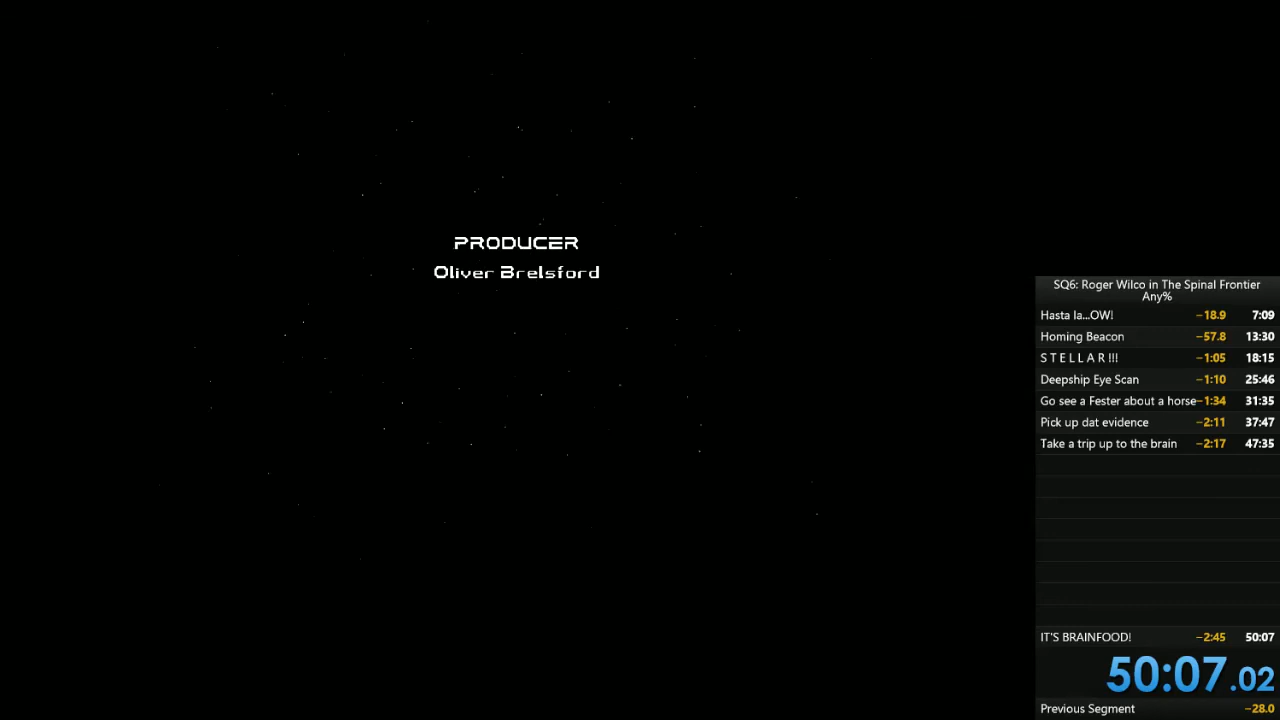 PRODUCER
Oliver Brelsford
SQ6: Roger Wilco in The Spinal Frontier
Any%
Hasta la...OW! -18.9 7:09
Homing Beacon -57.8 13:30
S T E L L A R !!! -1:05 18:15
Deepship Eye Scan -1:10 25:46
Go see a Fester about a horse -1:34 31:35
Pick up dat evidence -2:11 37:47
Take a trip up to the brain -2:17 47:35
IT'S BRAINFOOD! -2:45 50:07
50:07.02
Previous Segment -28.0